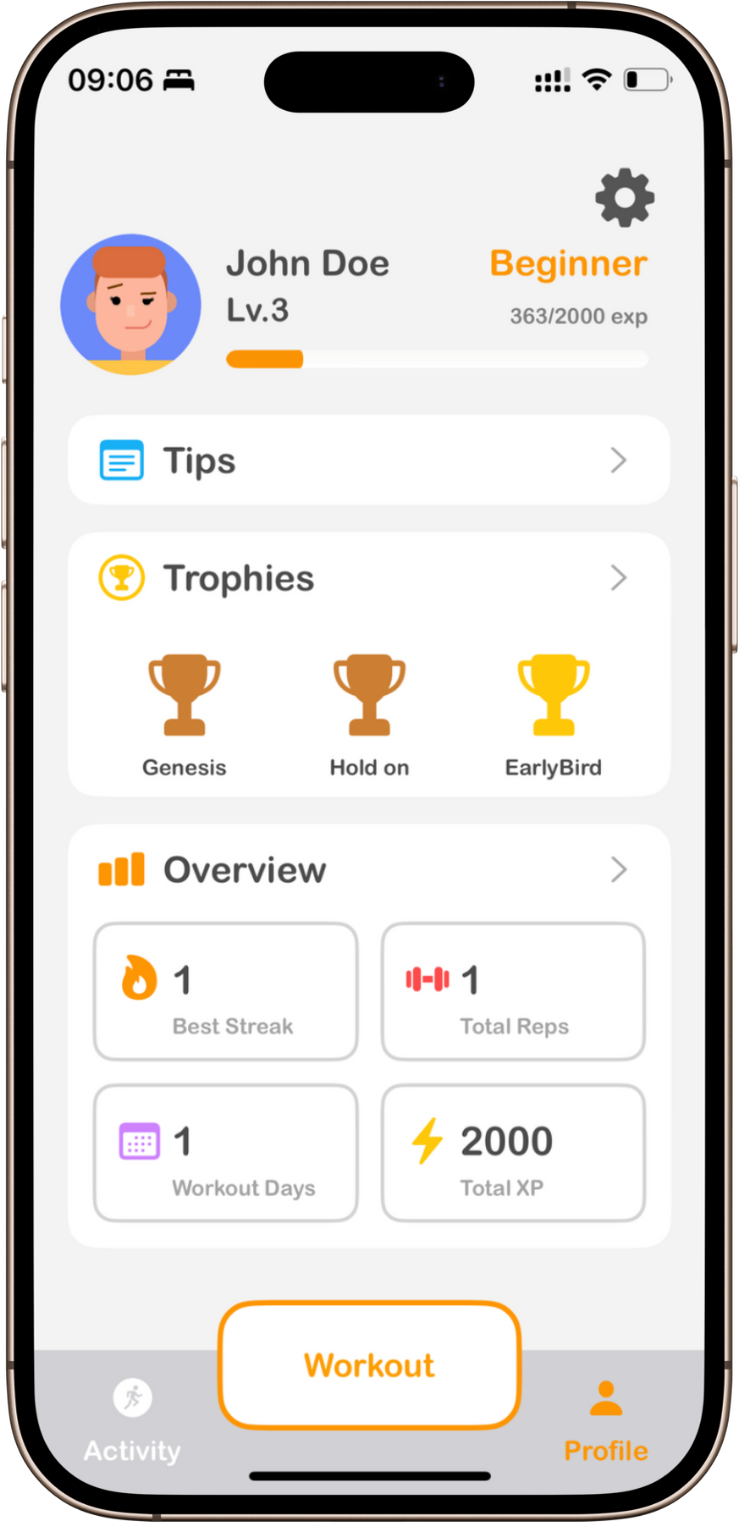 09:06
John Doe
Beginner
Lv.3
363/2000 exp
Tips
Trophies
Genesis
Hold on
EarlyBird
Overview
1
Best Streak
1
Total Reps
1
Workout Days
2000
Total XP
Workout
Activity
Profile